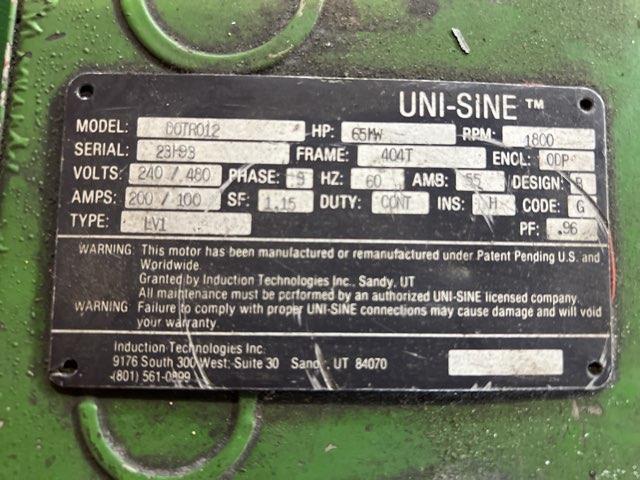 UNI-SiNE ™
MODEL: DOTR012 HP: 65KW RPM: 1800
SERIAL: 23H93 FRAME: 404T ENCL: ODP
VOLTS: 240 / 480 PHASE: HZ: 60 AMB: 55 DESIGN: B
AMPS: 200 / 100 SF: 1.15 DUTY: CONT INS: H CODE: G
TYPE: LV1 PF: .96
WARNING: This motor has been manufactured or remanufactured under Patent Pending U.S. and
Worldwide.
Granted by Induction Technologies Inc., Sandy, UT
All maintenance must be performed by an authorized UNI-SINE licensed company.
WARNING Failure to comply with proper UNI-SINE connections may cause damage and will void
your warranty.
Induction Technologies Inc.
9176 South 300 West, Suite 30 Sandy, UT 84070
(801) 561-0899